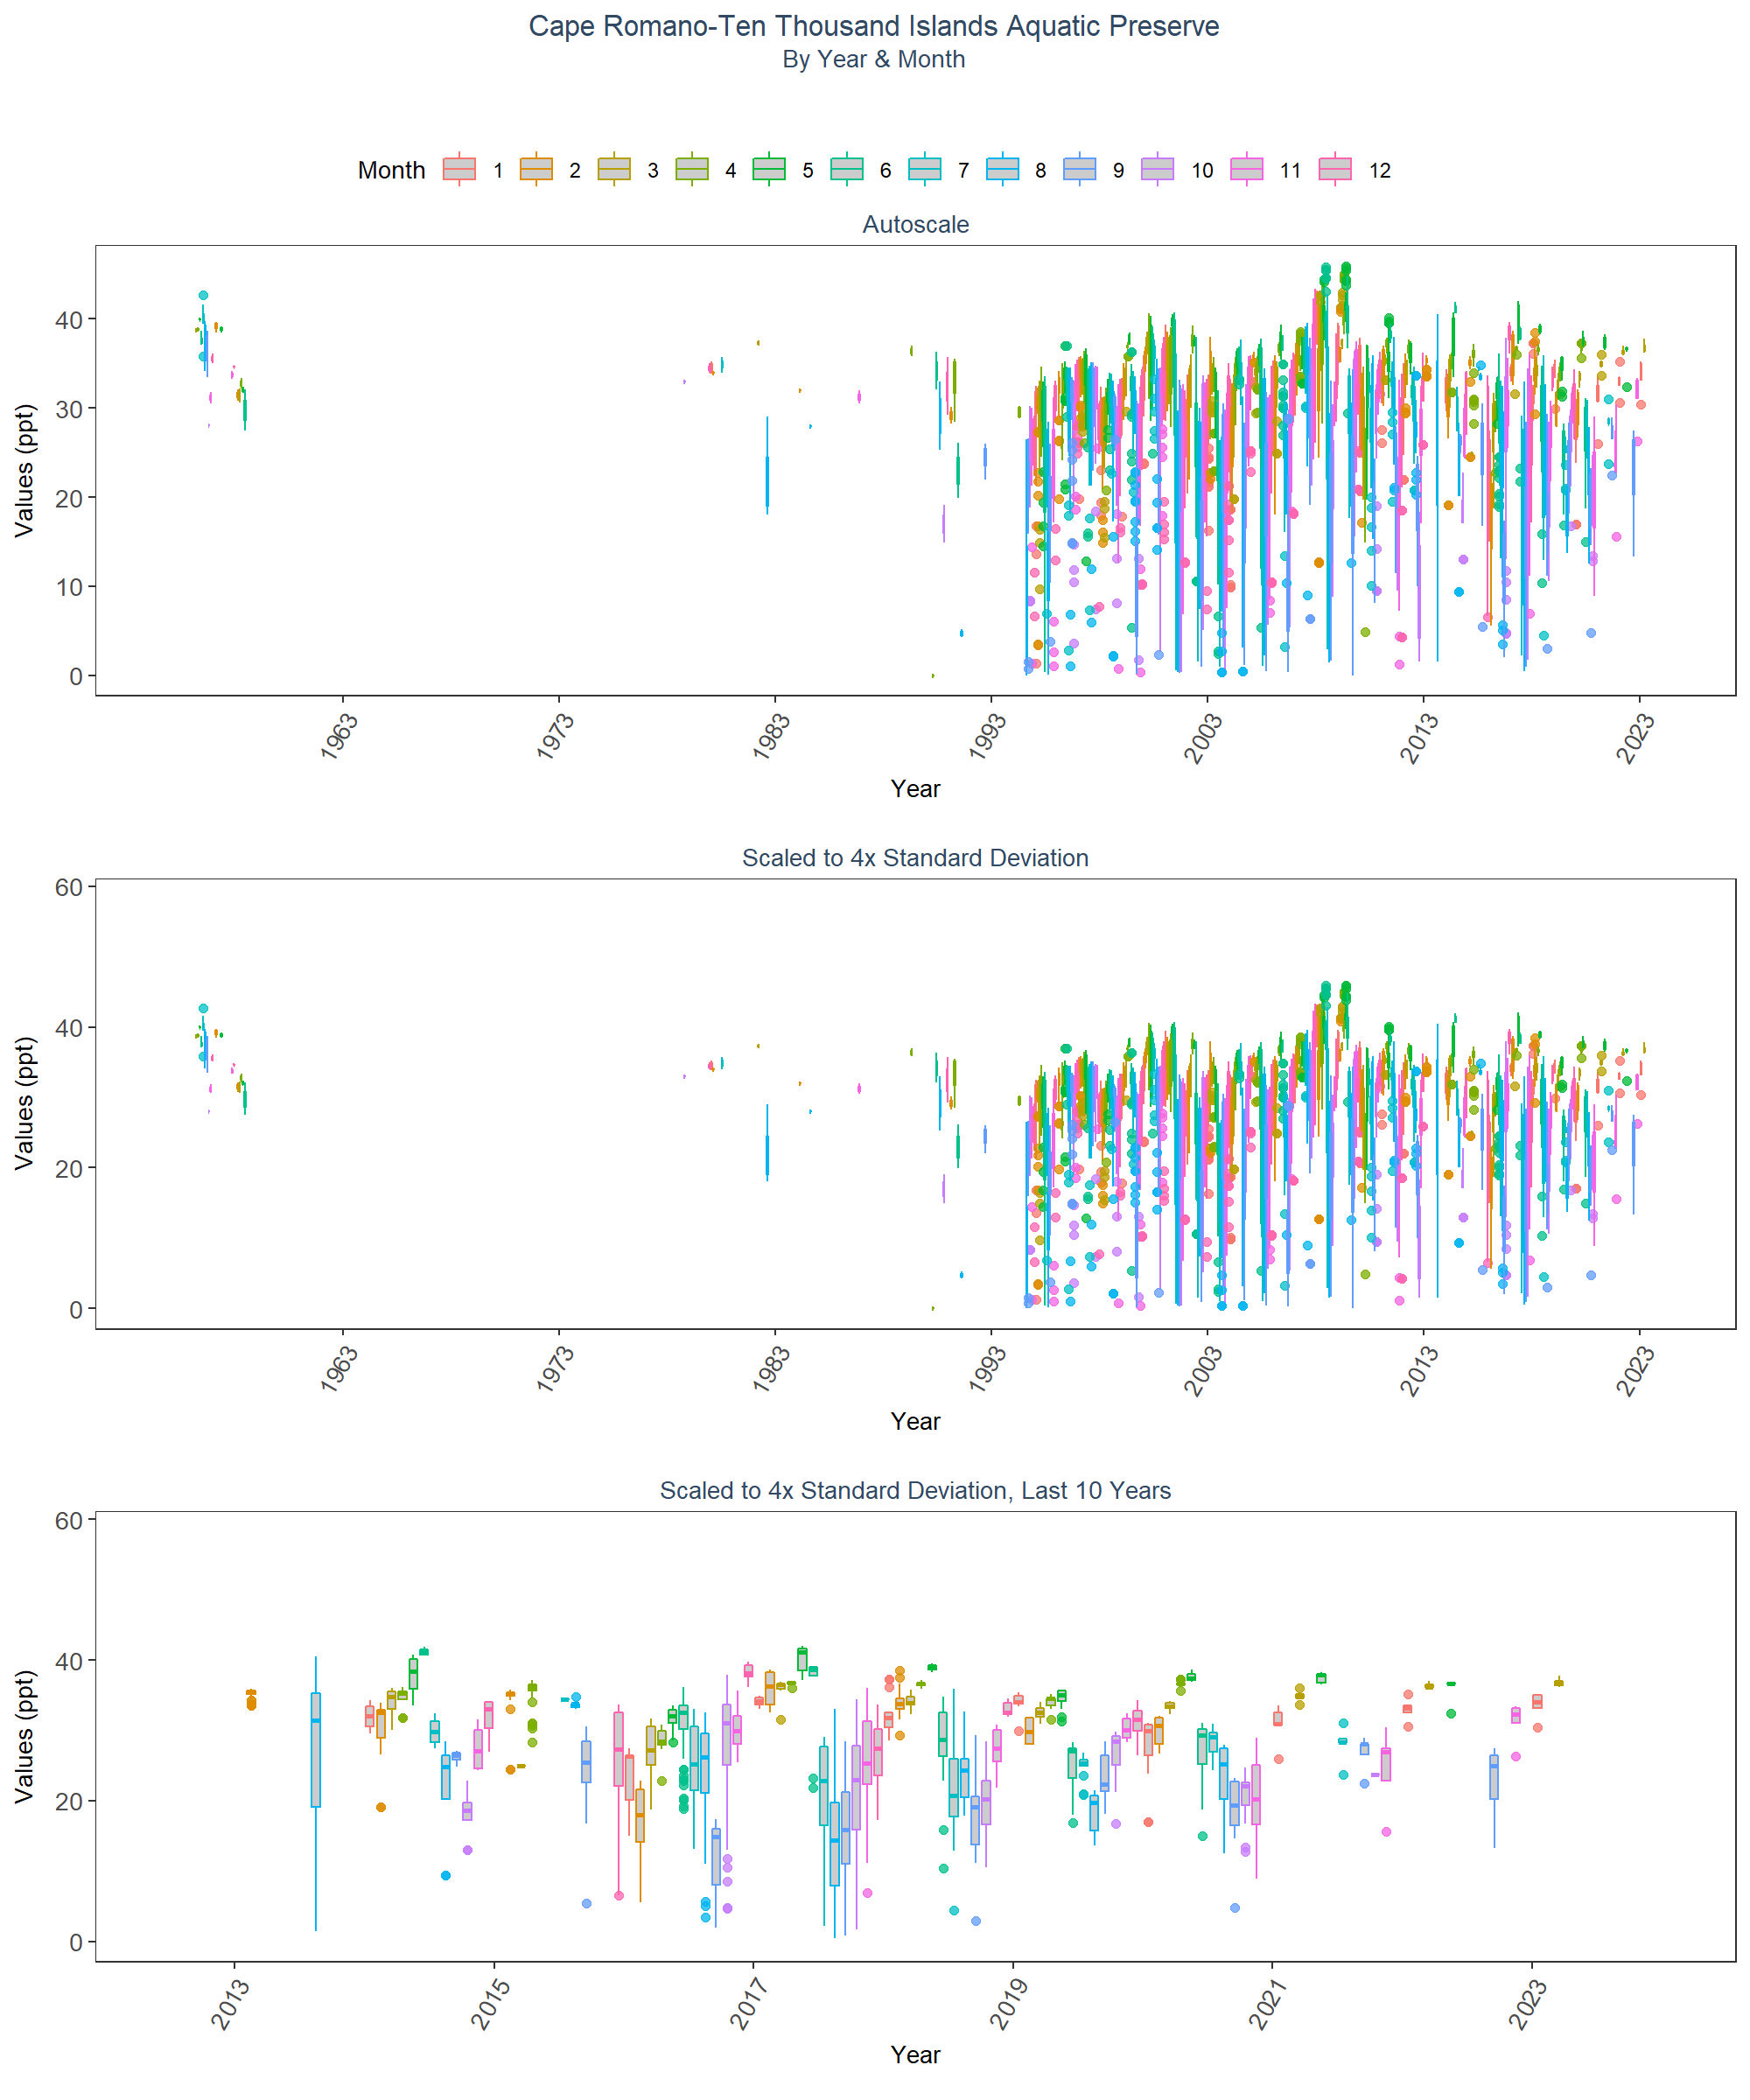 Cape Romano-Ten Thousand Islands Aquatic Preserve
By Year & Month
Month 1 2 3 4 5 6 7 8 9 10 11 12
Autoscale
Values (ppt)
40
30
20
10
0
1963 1973 1983 1993 2003 2013 2023
Year
Scaled to 4x Standard Deviation
Values (ppt)
60
40
20
0
1963 1973 1983 1993 2003 2013 2023
Year
Scaled to 4x Standard Deviation, Last 10 Years
Values (ppt)
60
40
20
0
2013 2015 2017 2019 2021 2023
Year